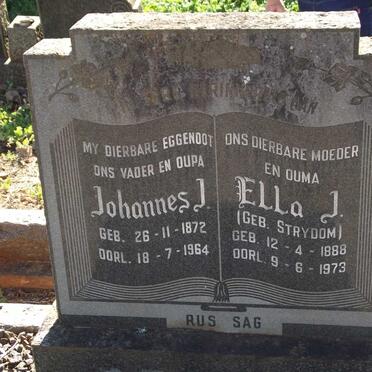 MY DIERBARE EGGENOOT
ONS VADER EN OUPA
Johannes J.
GEB. 26-11-1872
OORL. 18-7-1964
ONS DIERBARE MOEDER
EN OUMA
Ella J.
(GEB. STRYDOM)
GEB. 12-4-1888
OORL. 9-6-1973
RUS SAG